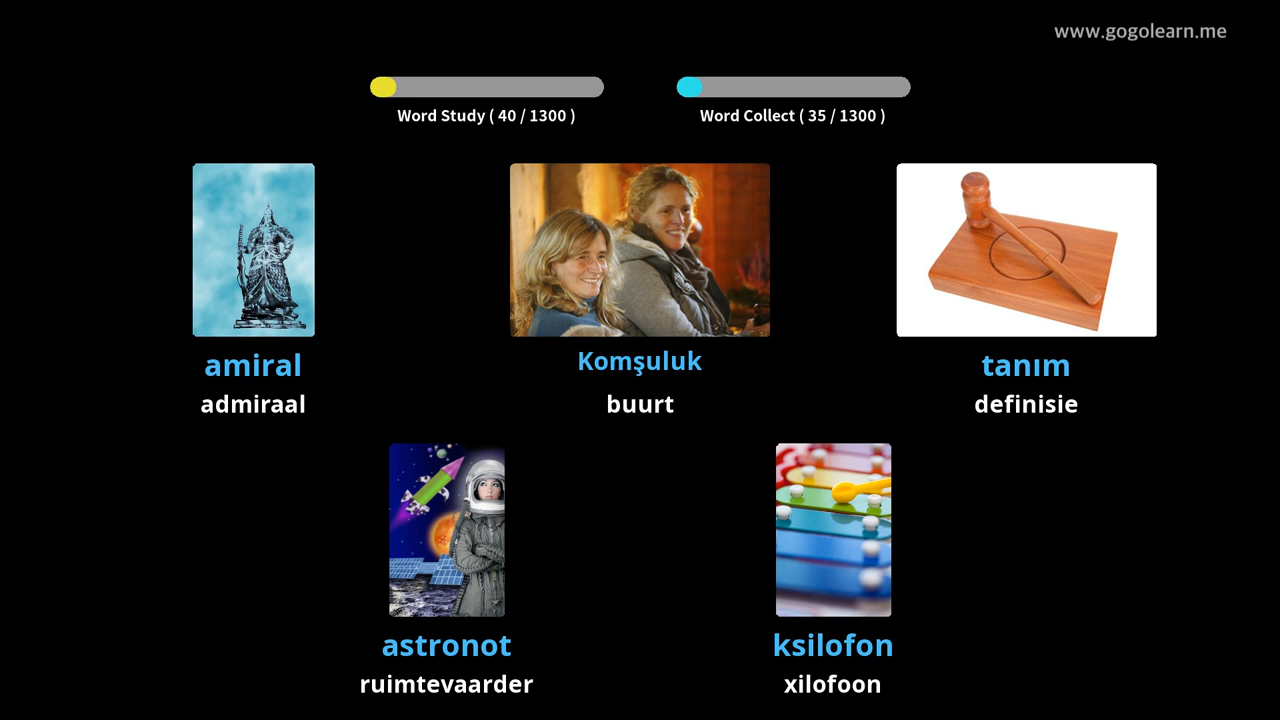 www.gogolearn.me
Word Study ( 40 / 1300 )
Word Collect ( 35 / 1300 )
amiral
admiraal
Komşuluk
buurt
tanım
definisie
astronot
ruimtevaarder
ksilofon
xilofoon